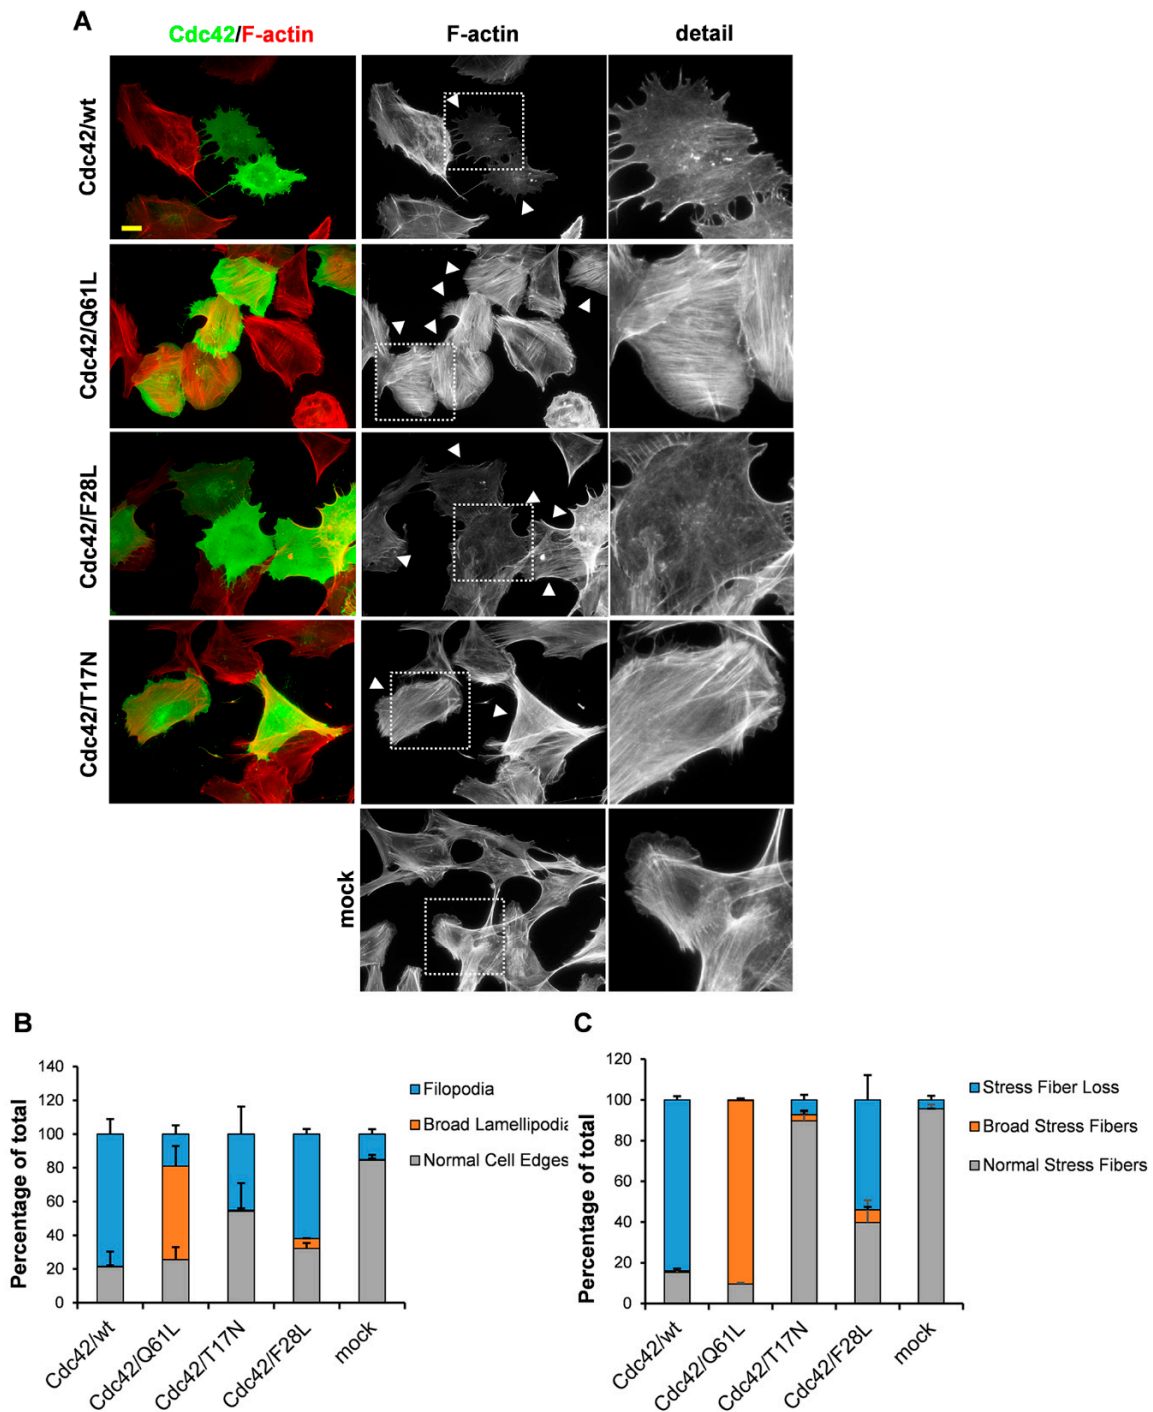 A
Cdc42/F-actin
F-actin
detail
Cdc42/wt
Cdc42/Q61L
Cdc42/F28L
Cdc42/T17N
mock
B
Percentage of total
140
120
100
80
60
40
20
0
Cdc42/wt
Cdc42/Q61L
Cdc42/T17N
Cdc42/F28L
mock
Filopodia
Broad Lamellipodia
Normal Cell Edges
C
Percentage of total
120
100
80
60
40
20
0
Cdc42/wt
Cdc42/Q61L
Cdc42/T17N
Cdc42/F28L
mock
Stress Fiber Loss
Broad Stress Fibers
Normal Stress Fibers